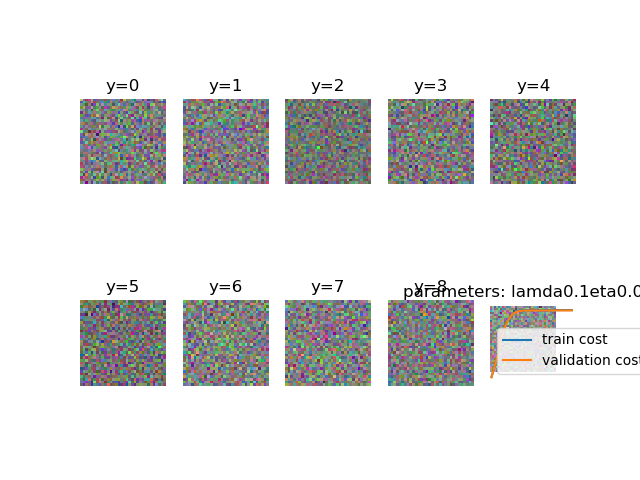 y=0 y=1 y=2 y=3 y=4
y=5 y=6 y=7 y=8
parameters: lamda0.1eta0.0
train cost
validation cost